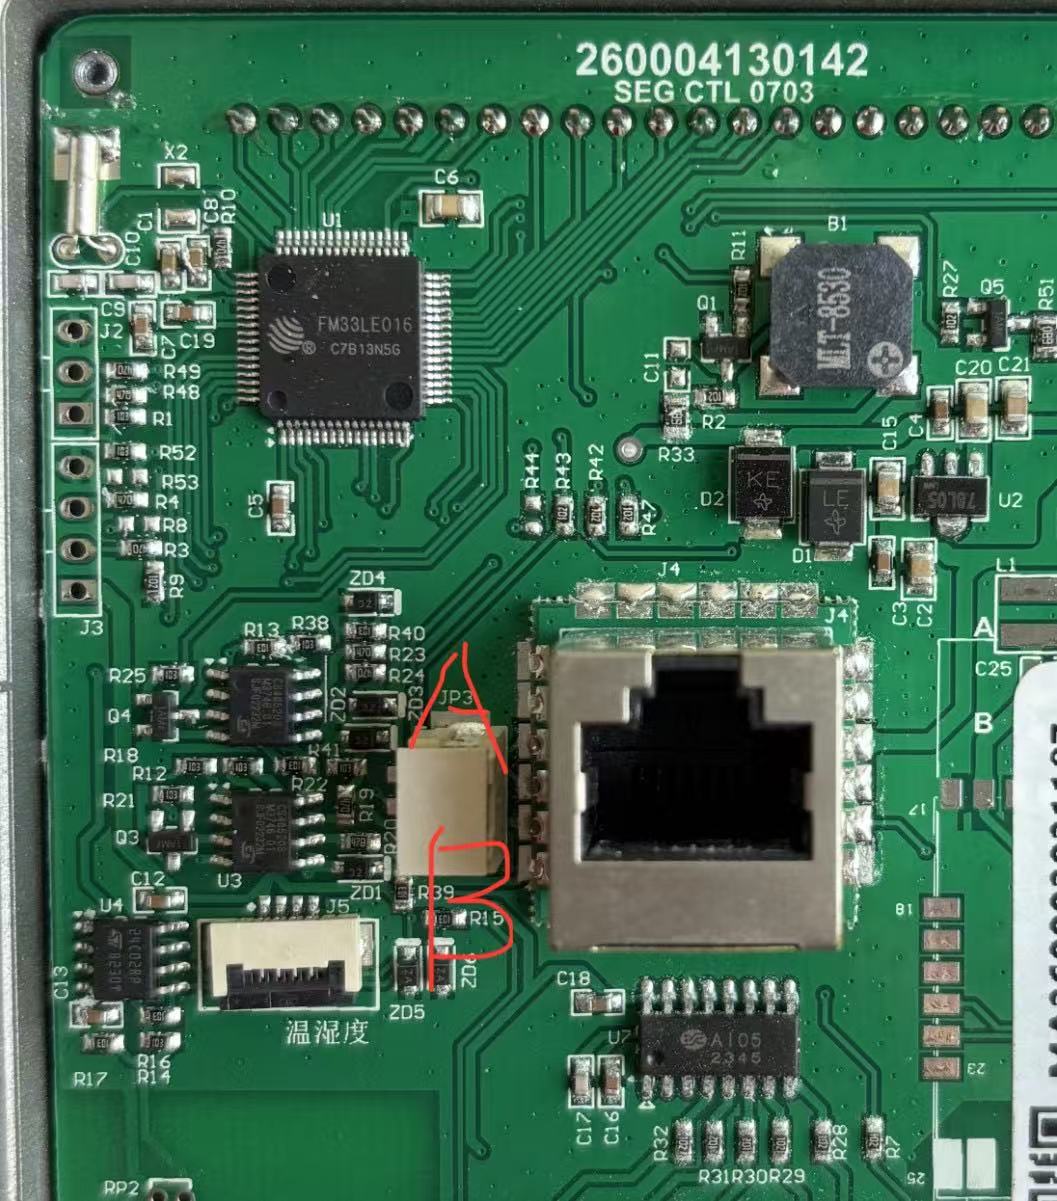 260004130142
SEG CTL 0703
X2
C1
C8
R10
C10
U1
C6
B1
R11
R27
Q5
R51
Q1
FM33LE016
C7B13N5G
MLT-8530
C9
J2
C7
C19
R49
R48
R1
C11
R2
C20
C21
C4
C15
R52
R53
R4
R8
R3
R9
J3
C5
R44
R43
R42
R47
R33
D2
KE
LE
D1
78L05
U2
C3
C2
L1
ZD4
J4
J4
A
C25
R13
R38
R40
R23
R24
R25
Q4
ZD2
ZD3
JP3
A
B
R18
R41
R12
R22
R21
R19
R20
Q3
U3
ZD1
17
B
C12
R39
R15
U4
J5
18
C13
ZD5
ZD6
温湿度
C18
U7
AI05
2345
23
R16
R17
R14
C17
C16
R32
R28
R7
R31R30R29
25
RP2